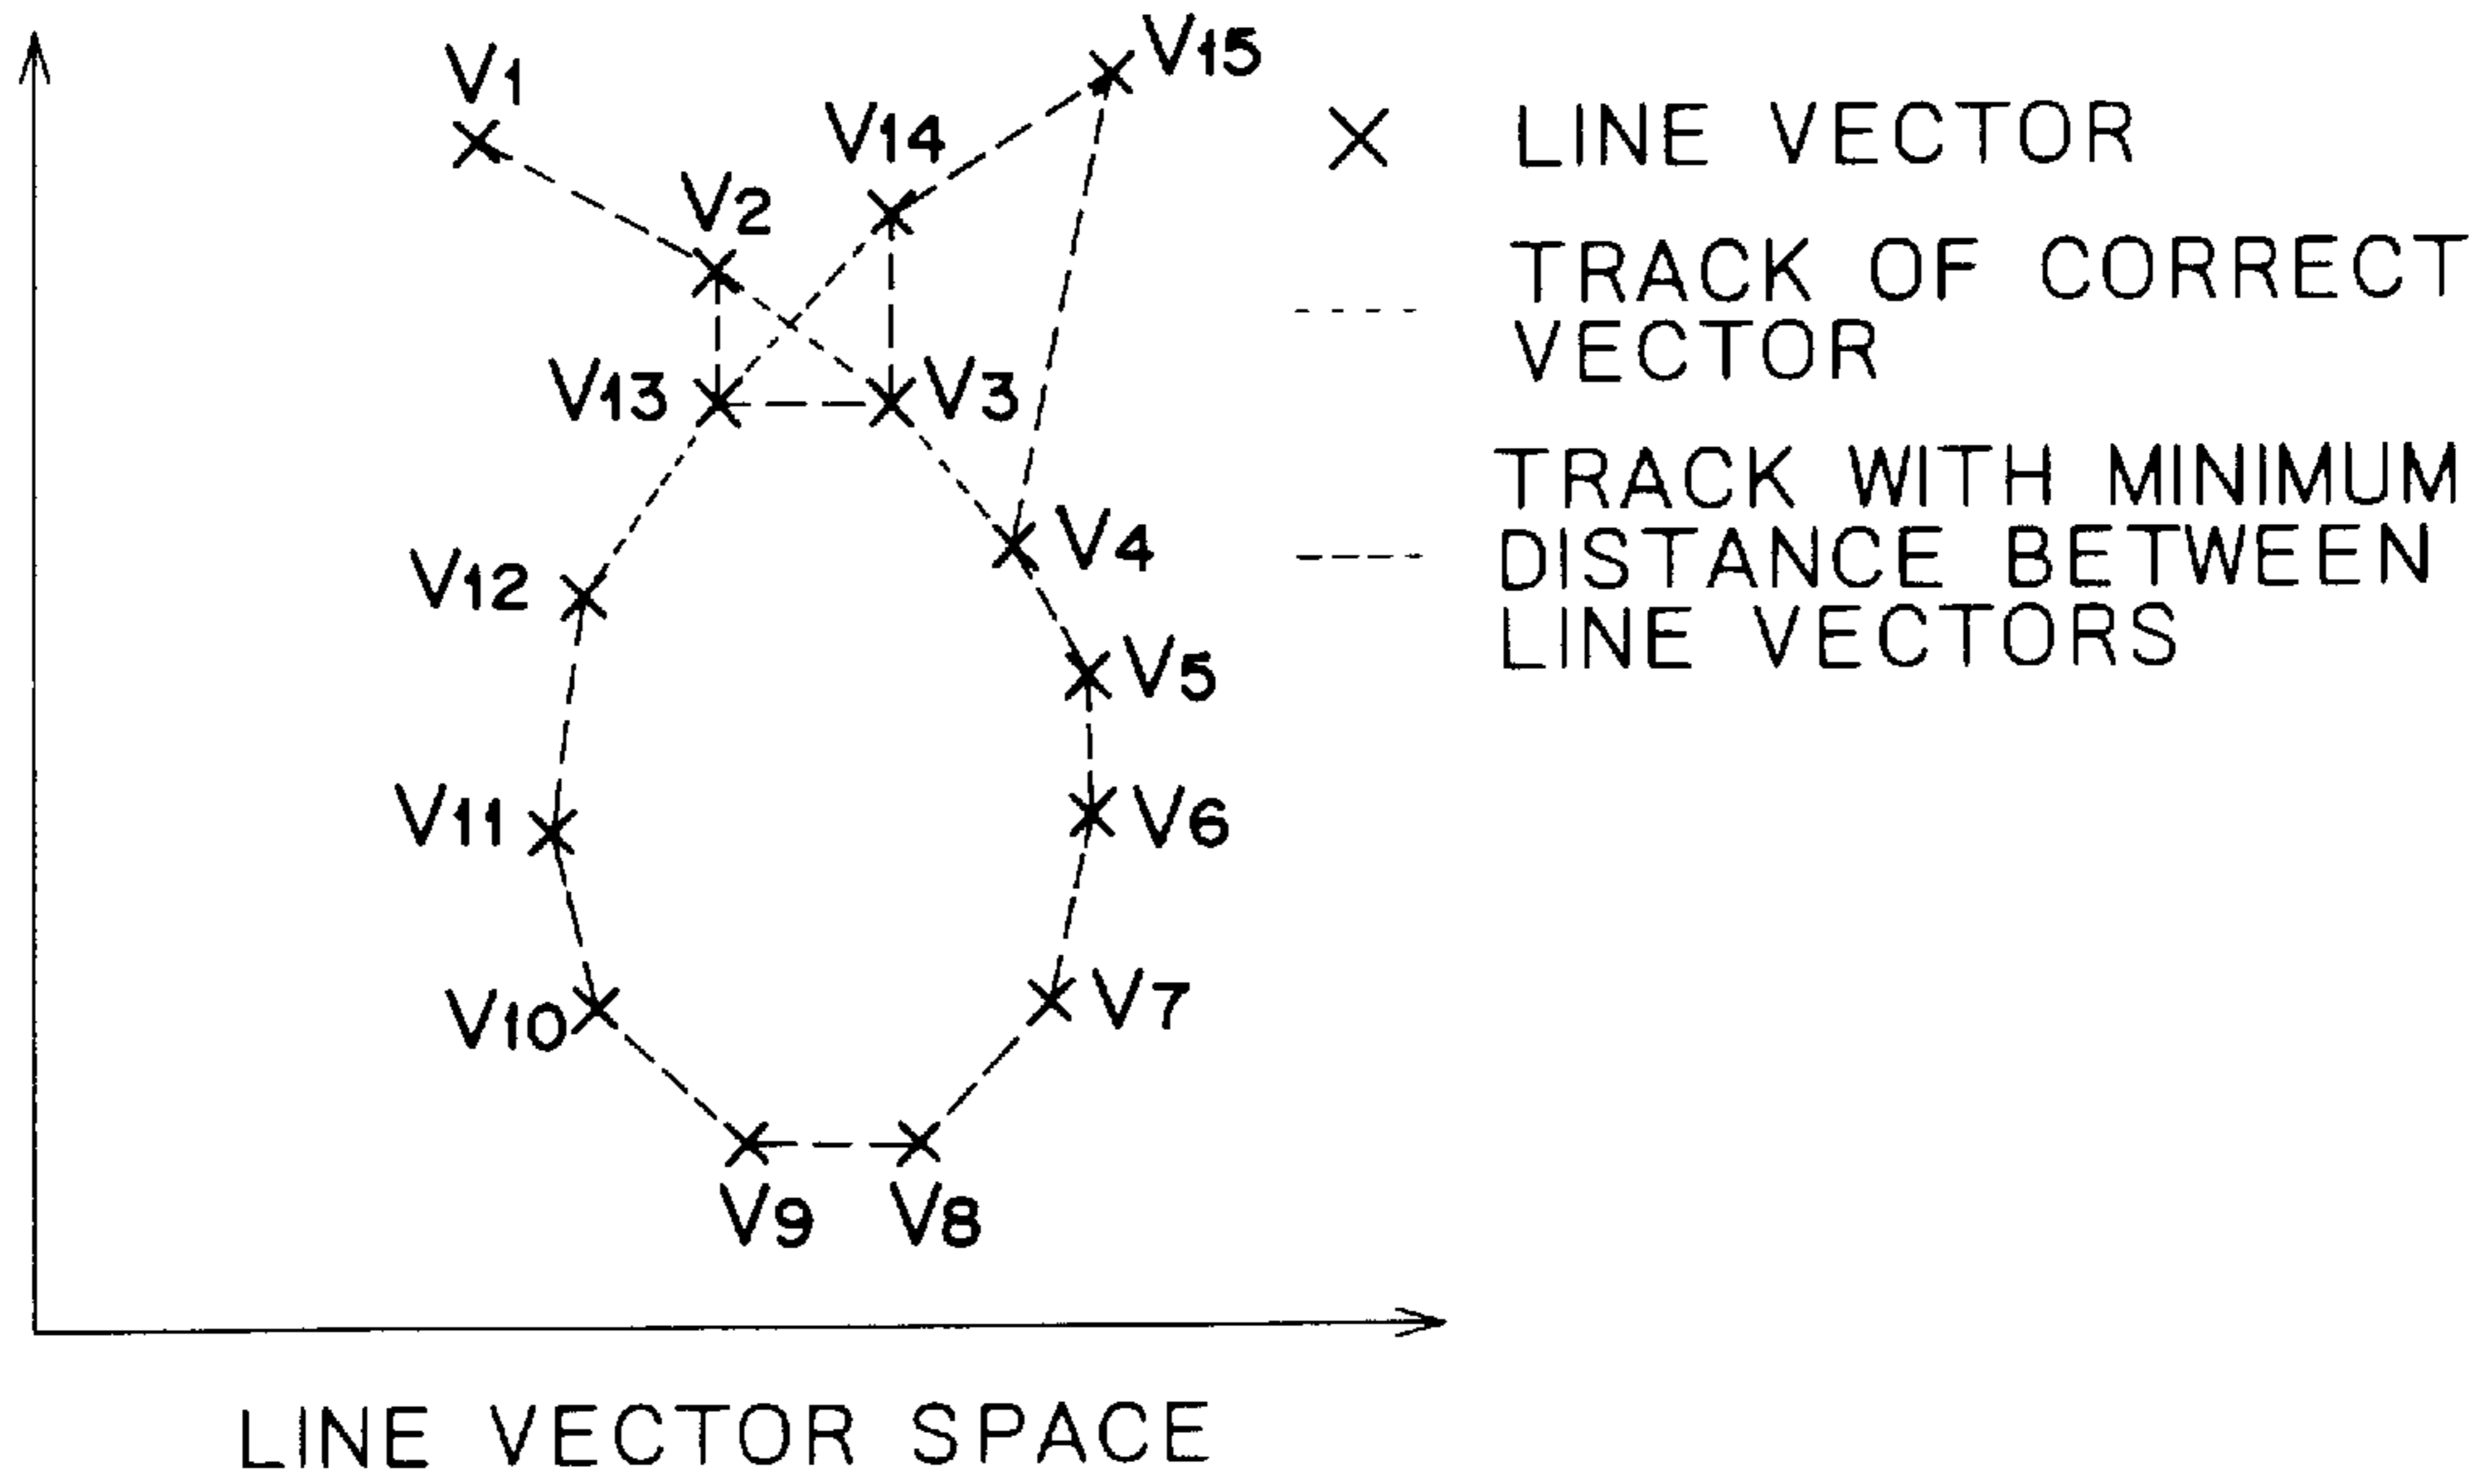 V1
V15
V14
V2
V13
V3
V12
V4
V5
V11
V6
V10
V7
V9
V8
LINE VECTOR
TRACK OF CORRECT
VECTOR
TRACK WITH MINIMUM
DISTANCE BETWEEN
LINE VECTORS
LINE VECTOR SPACE